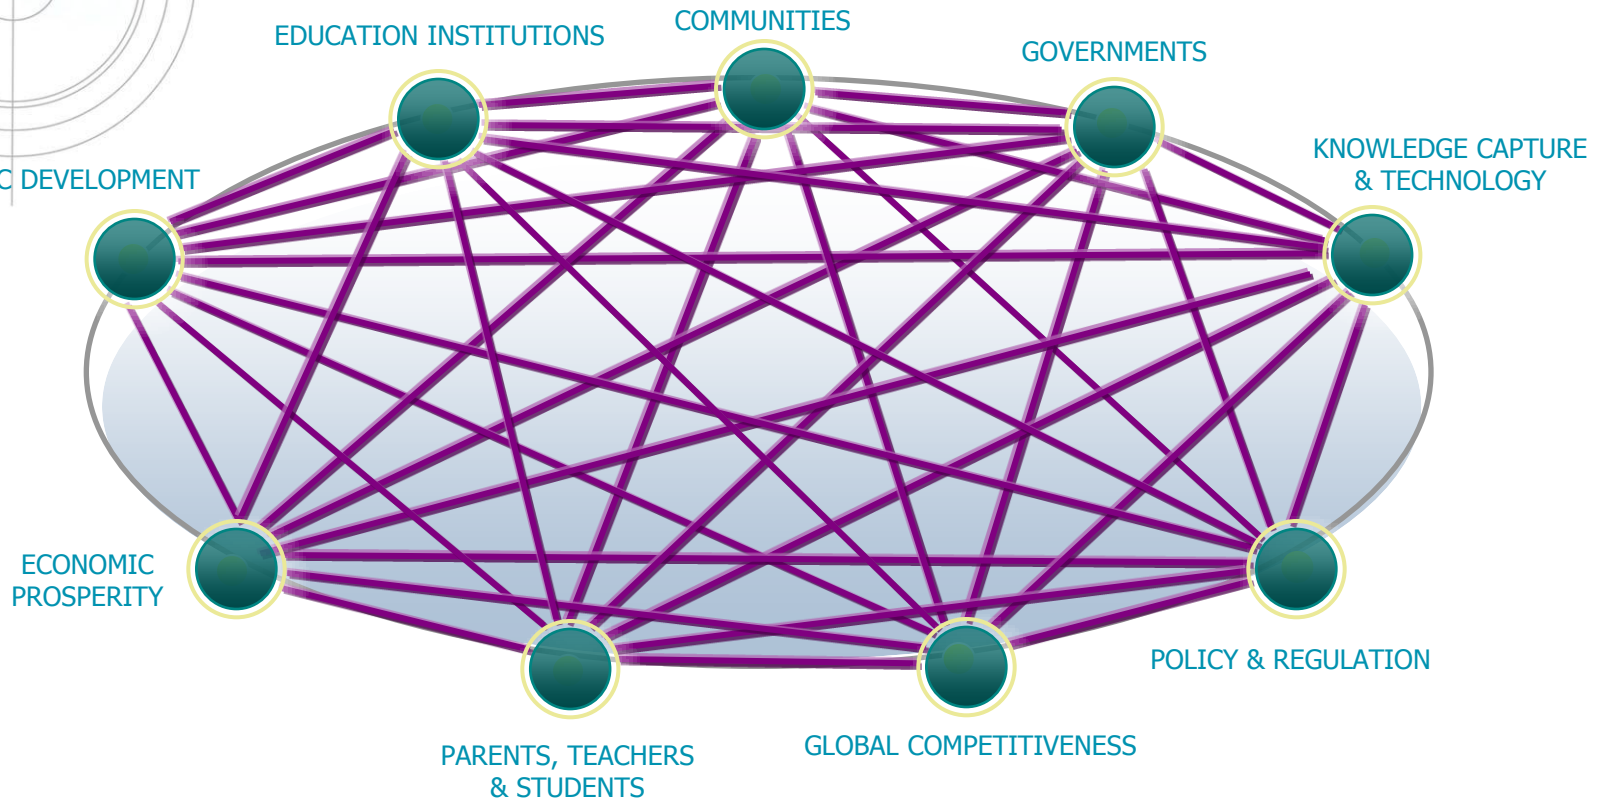 COMMUNITIES
EDUCATION INSTITUTIONS
GOVERNMENTS
KNOWLEDGE CAPTURE
& TECHNOLOGY
C DEVELOPMENT
ECONOMIC
PROSPERITY
POLICY & REGULATION
GLOBAL COMPETITIVENESS
PARENTS, TEACHERS
& STUDENTS